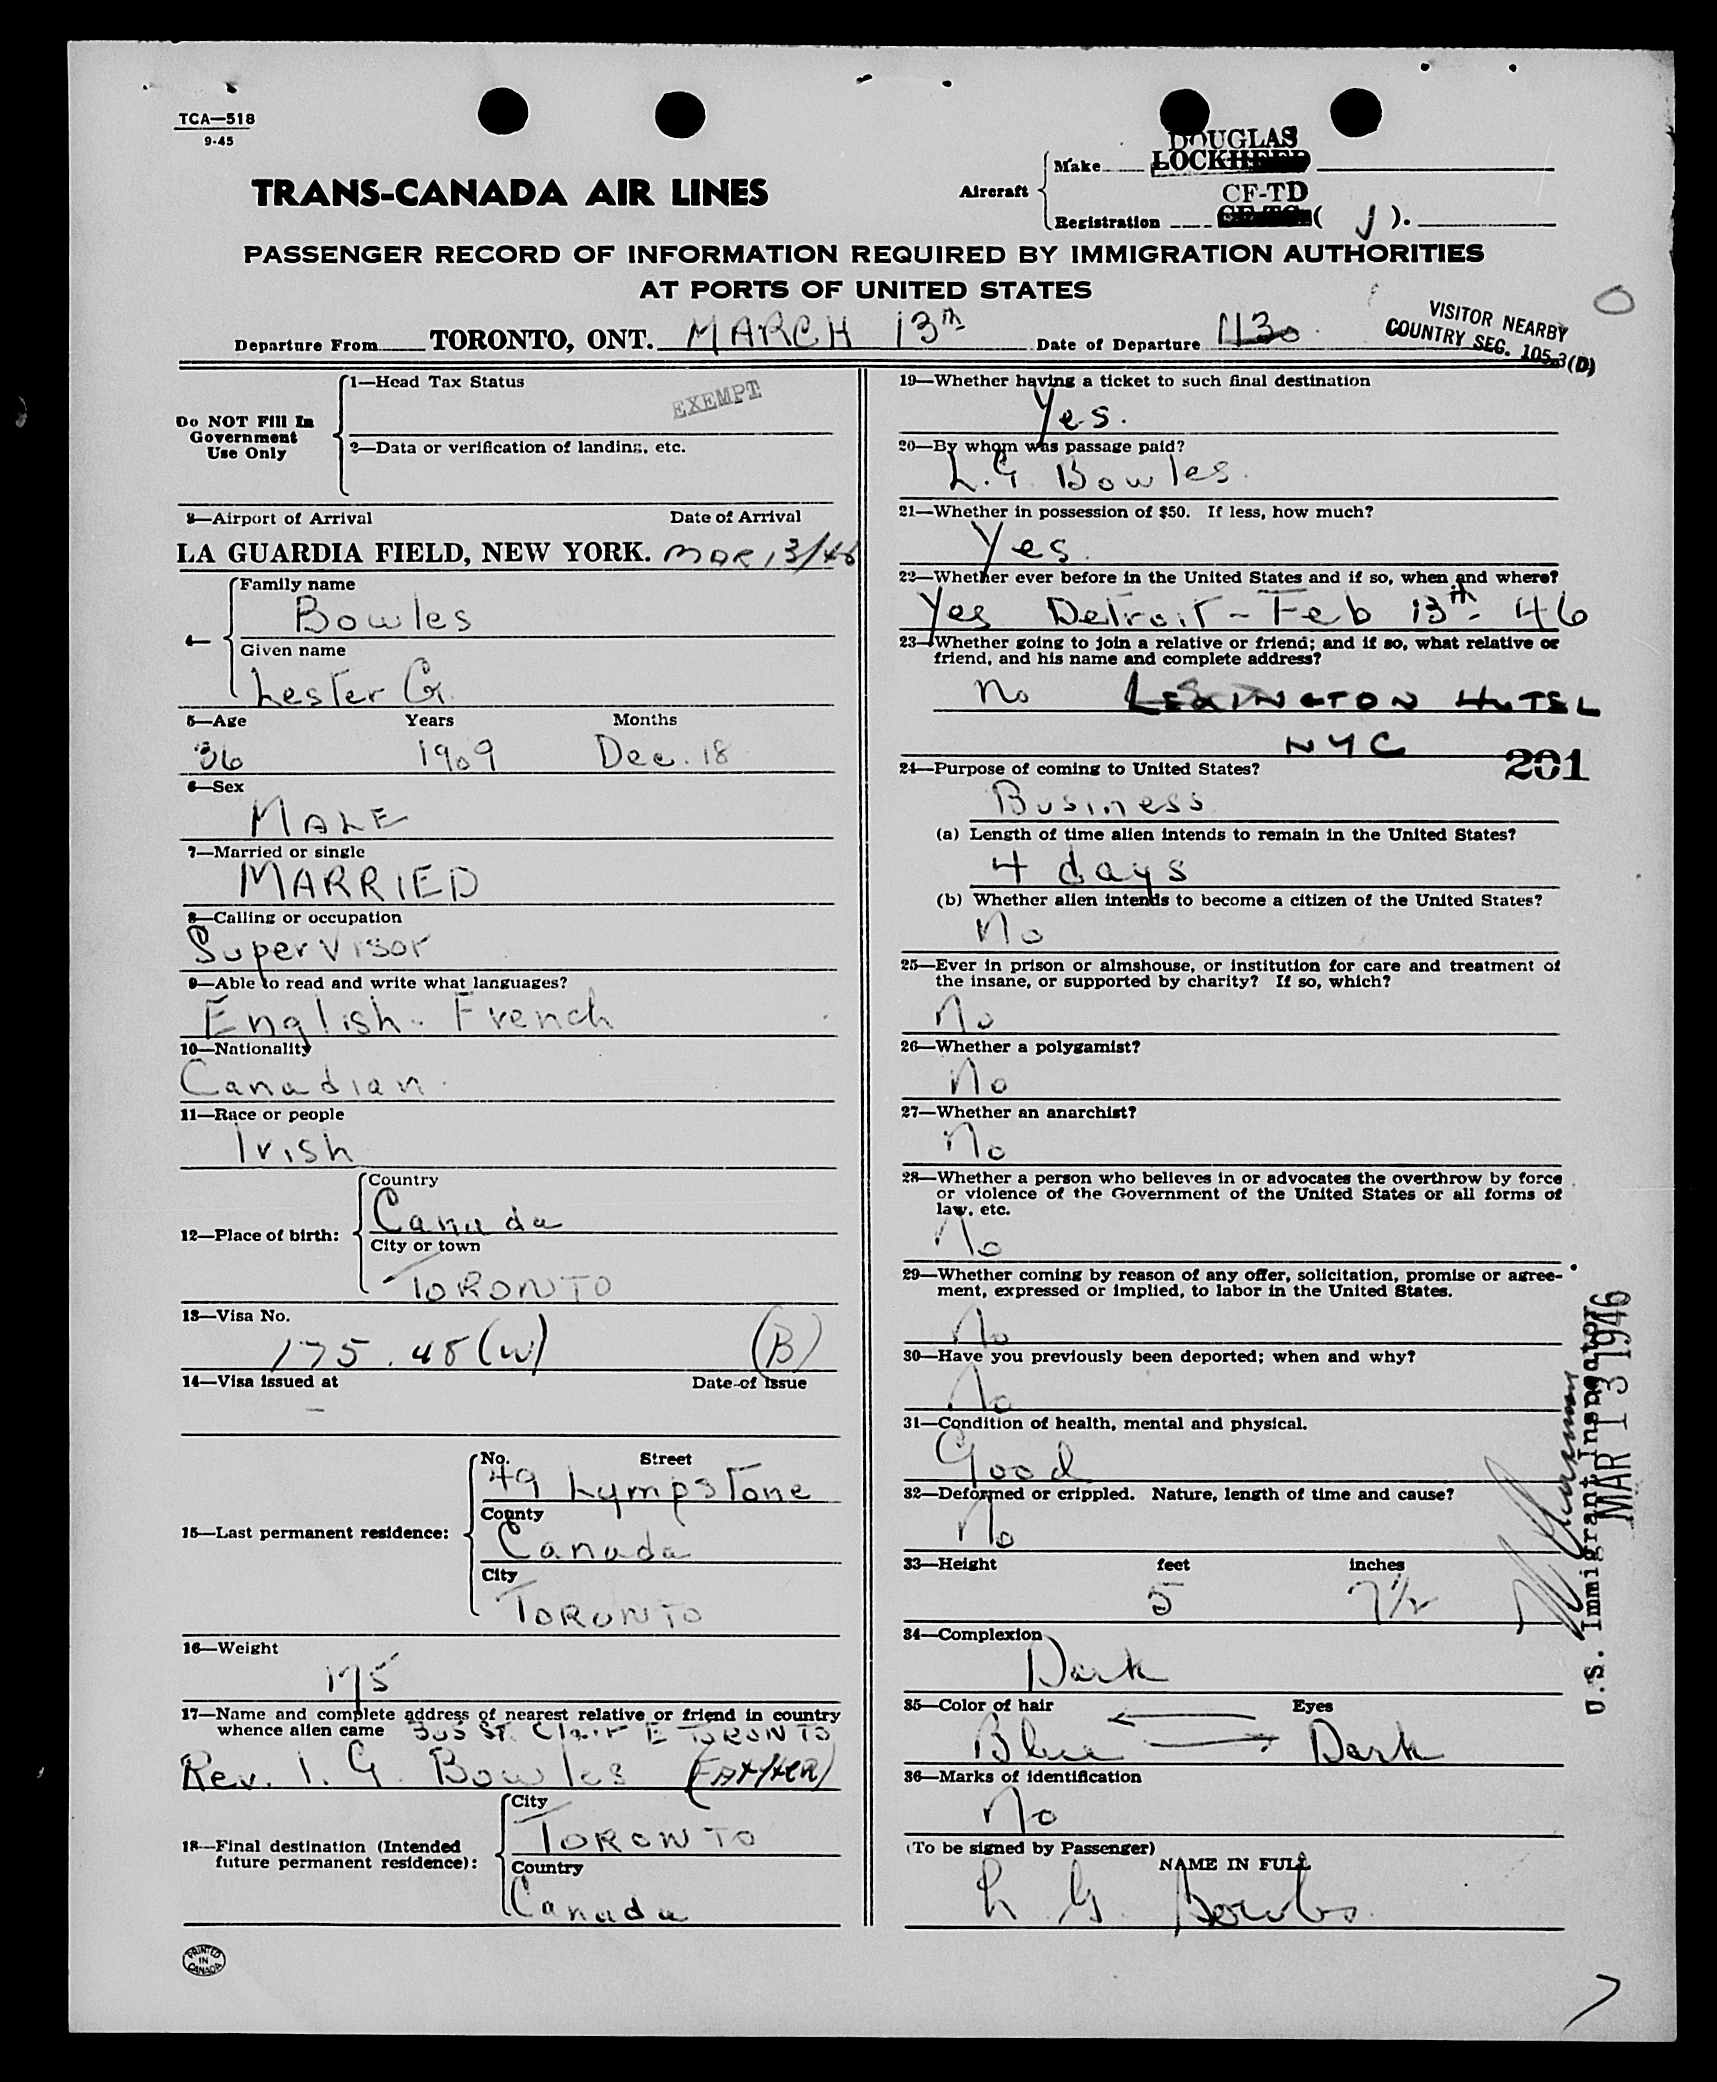 TCA—518
9-45
TRANS-CANADA AIR LINES
Aircraft
Make
DOUGLAS
LOCKHEED
Registration
CF-TD
CF-TC ( J ).
PASSENGER RECORD OF INFORMATION REQUIRED BY IMMIGRATION AUTHORITIES
AT PORTS OF UNITED STATES
Departure From TORONTO, ONT. MARCH 13th Date of Departure 1130
VISITOR NEARBY
COUNTRY SEG. 105.3(D)
Do NOT Fill In
Government
Use Only
1—Head Tax Status
EXEMPT
2—Data or verification of landing, etc.
3—Airport of Arrival Date of Arrival
LA GUARDIA FIELD, NEW YORK. MAR 13/46
4—
Family name
Bowles
Given name
Lester G.
5—Age Years Months
36 1909 Dec. 18
6—Sex
MALE
7—Married or single
MARRIED
8—Calling or occupation
Supervisor
9—Able to read and write what languages?
English - French
10—Nationality
Canadian.
11—Race or people
Irish
12—Place of birth:
Country
Canada
City or town
TORONTO
13—Visa No.
175.48(W) (B)
14—Visa issued at Date of issue
—
15—Last permanent residence:
No. Street
49 Lympstone
County
Canada
City
TORONTO
16—Weight
175
17—Name and complete address of nearest relative or friend in country
whence alien came 305 St. Clair E TORONTO
Rev. I. G. Bowles (FATHER)
18—Final destination (Intended
future permanent residence):
City
TORONTO
Country
Canada
PRINTED
IN
CANADA
19—Whether having a ticket to such final destination
Yes.
20—By whom was passage paid?
L. G. Bowles.
21—Whether in possession of $50. If less, how much?
Yes.
22—Whether ever before in the United States and if so, when and where?
Yes Detroit - Feb 13th - 46
23—Whether going to join a relative or friend; and if so, what relative or
friend, and his name and complete address?
No LEXINGTON HOTEL
NYC
201
24—Purpose of coming to United States?
Business
(a) Length of time alien intends to remain in the United States?
4 days
(b) Whether alien intends to become a citizen of the United States?
No
25—Ever in prison or almshouse, or institution for care and treatment of
the insane, or supported by charity? If so, which?
No
26—Whether a polygamist?
No
27—Whether an anarchist?
No
28—Whether a person who believes in or advocates the overthrow by force
or violence of the Government of the United States or all forms of
law, etc.
No
29—Whether coming by reason of any offer, solicitation, promise or agree-
ment, expressed or implied, to labor in the United States.
No
30—Have you previously been deported; when and why?
No
31—Condition of health, mental and physical.
Good
32—Deformed or crippled. Nature, length of time and cause?
No
33—Height feet inches
5 7 1/2
34—Complexion
Dark
35—Color of hair Eyes
Blue Dark
36—Marks of identification
No
(To be signed by Passenger)
NAME IN FULL
L. G. Bowles.
U.S. Immigrant Inspector
MAR 13 1946